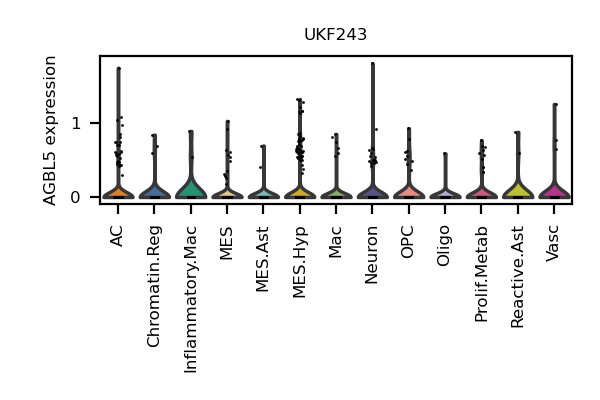 UKF243
AGBL5 expression
1
0
AC
Chromatin.Reg
Inflammatory.Mac
MES
MES.Ast
MES.Hyp
Mac
Neuron
OPC
Oligo
Prolif.Metab
Reactive.Ast
Vasc